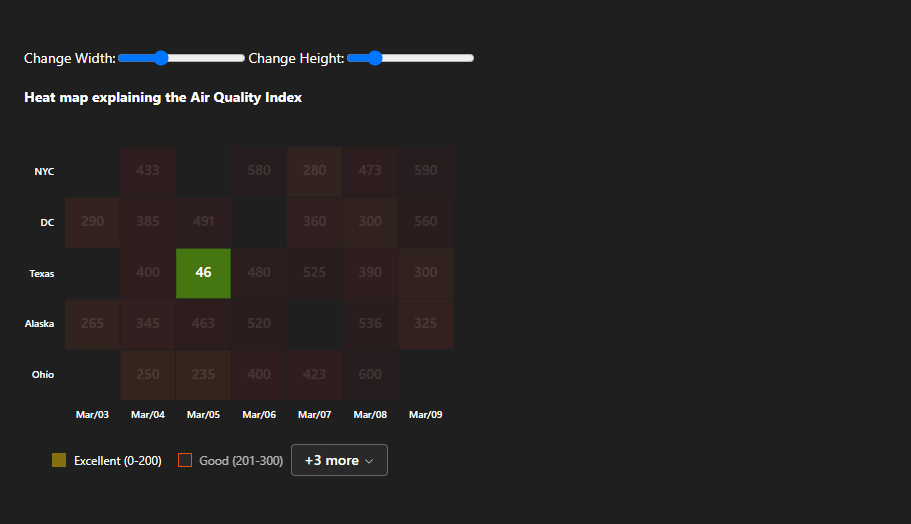 Change Width: Change Height:
Heat map explaining the Air Quality Index
NYC 433 580 280 473 590
DC 290 385 491 360 300 560
Texas 400 46 480 525 390 300
Alaska 265 345 463 520 536 325
Ohio 250 235 400 423 600
Mar/03 Mar/04 Mar/05 Mar/06 Mar/07 Mar/08 Mar/09
Excellent (0-200) Good (201-300) +3 more